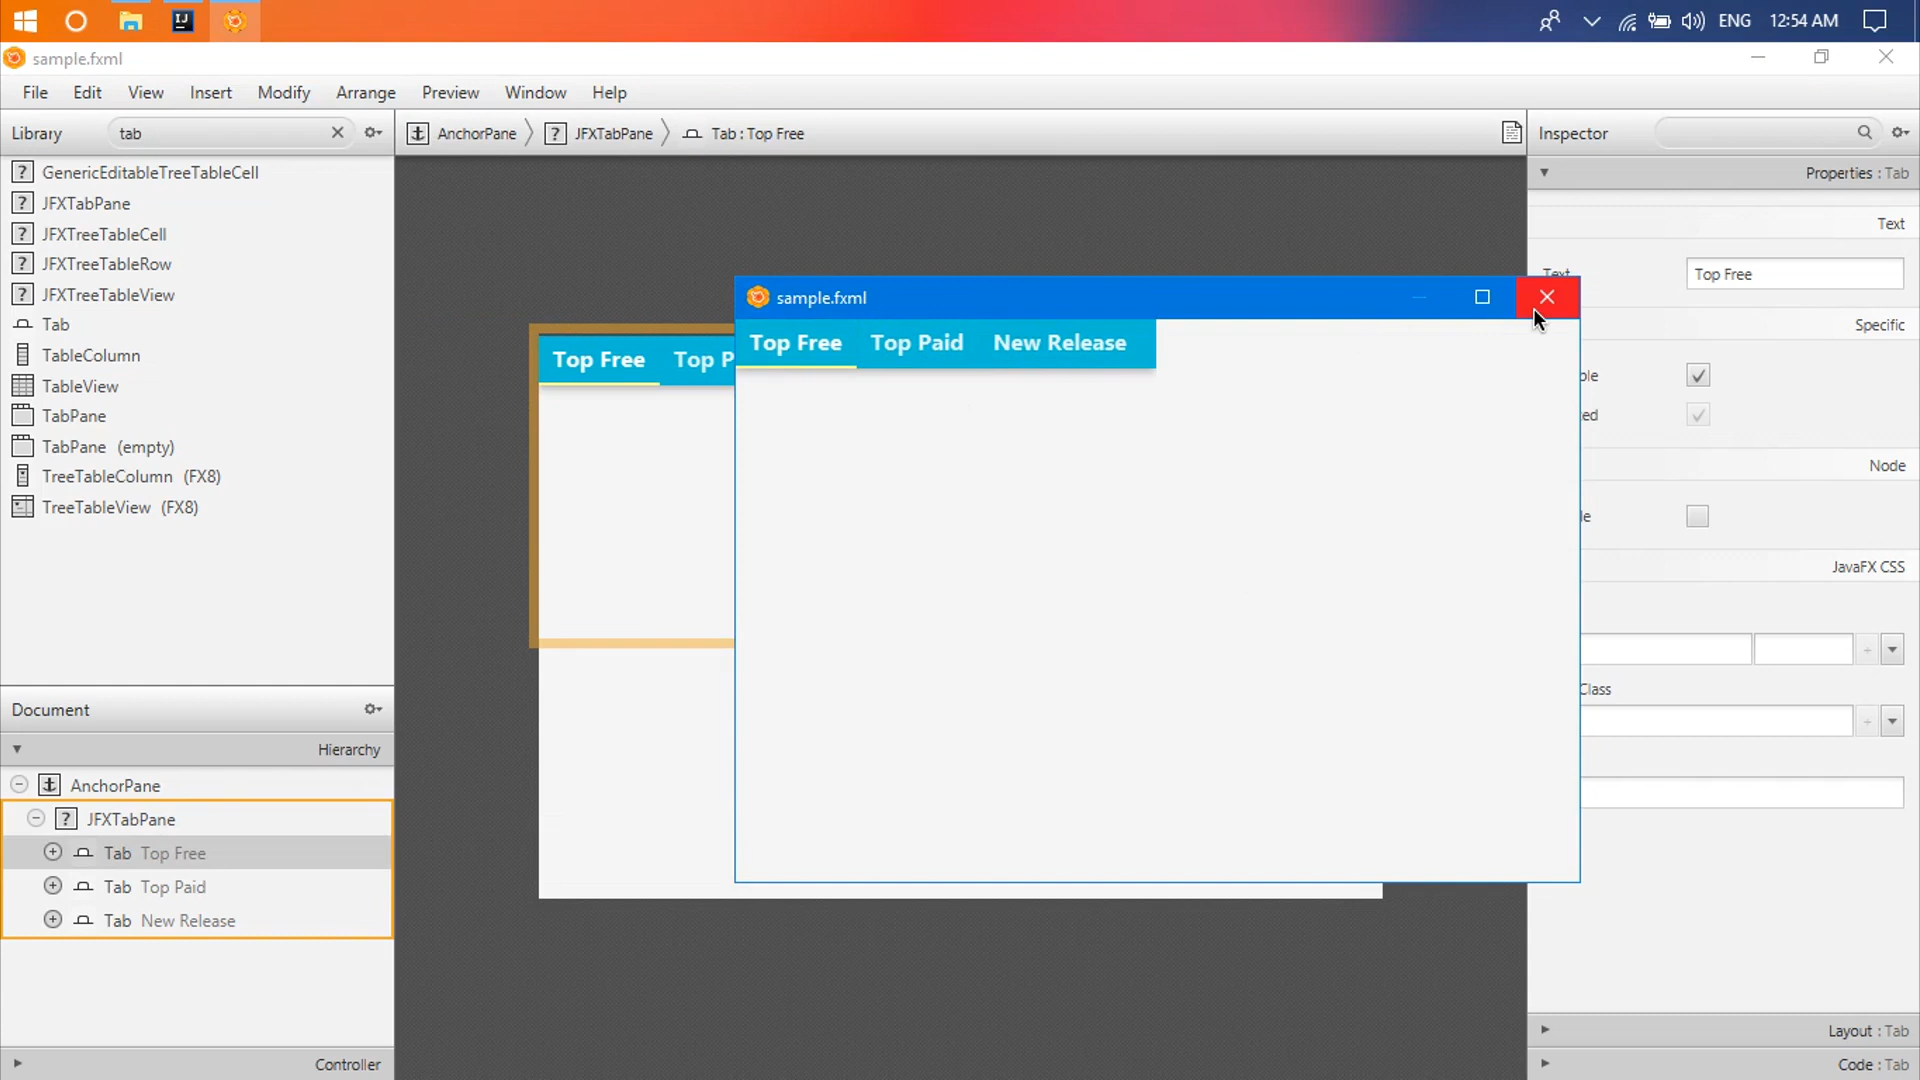 ENG 12:54 AM
sample.fxml
File Edit View Insert Modify Arrange Preview Window Help
Library tab
AnchorPane JFXTabPane Tab : Top Free
Inspector
GenericEditableTreeTableCell
JFXTabPane
JFXTreeTableCell
JFXTreeTableRow
JFXTreeTableView
Tab
TableColumn
TableView
TabPane
TabPane (empty)
TreeTableColumn (FX8)
TreeTableView (FX8)
Document
Hierarchy
AnchorPane
JFXTabPane
Tab Top Free
Tab Top Paid
Tab New Release
Controller
Top Free Top P
sample.fxml
Top Free Top Paid New Release
Properties : Tab
Text
Text Top Free
Specific
ble
ed
Node
le
JavaFX CSS
Class
Layout : Tab
Code : Tab